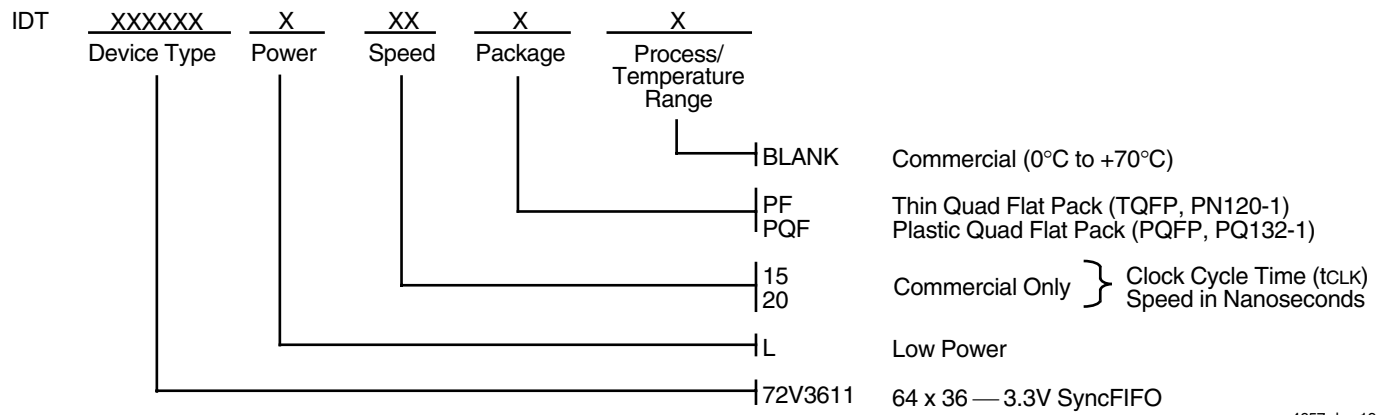 IDT XXXXXX X XX X X
Device Type Power Speed Package Process/
Temperature
Range
BLANK Commercial (0°C to +70°C)
PF Thin Quad Flat Pack (TQFP, PN120-1)
PQF Plastic Quad Flat Pack (PQFP, PQ132-1)
15 Commercial Only Clock Cycle Time (tCLK)
20 Speed in Nanoseconds
L Low Power
72V3611 64 x 36 — 3.3V SyncFIFO